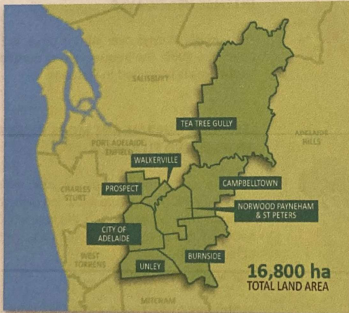 SALISBURY
TEA TREE GULLY
ADELAIDE
HILLS
PORT ADELAIDE
ENFIELD
WALKERVILLE
PROSPECT
CAMPBELLTOWN
CHARLES
STURT
NORWOOD PAYNEHAM
& ST PETERS
CITY OF
ADELAIDE
WEST
TORRENS
UNLEY
BURNSIDE
16,800 ha
TOTAL LAND AREA
MITCHAM